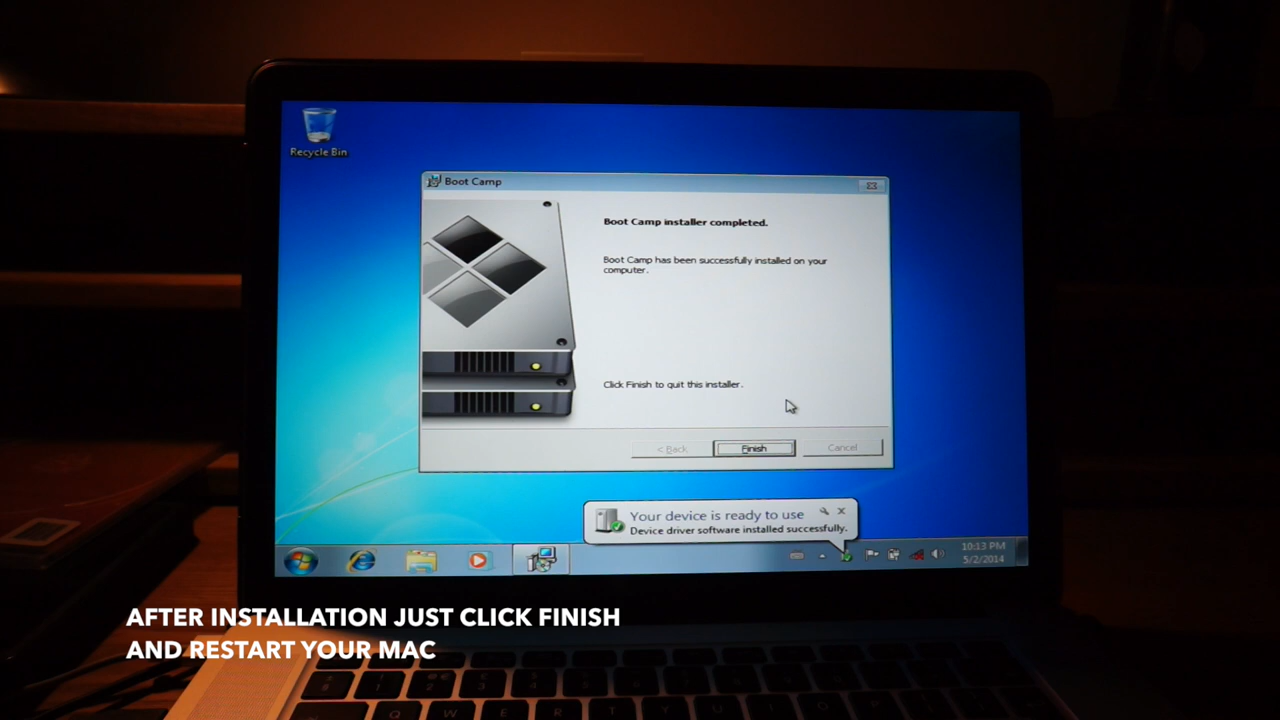 Recycle Bin
Boot Camp
Boot Camp installer completed.
Boot Camp has been successfully installed on your
computer.
Click Finish to quit this installer.
< Back
Finish
Cancel
Your device is ready to use
Device driver software installed successfully.
10:13 PM
5/2/2014
AFTER INSTALLATION JUST CLICK FINISH
AND RESTART YOUR MAC
Q W E R T Y U I O P